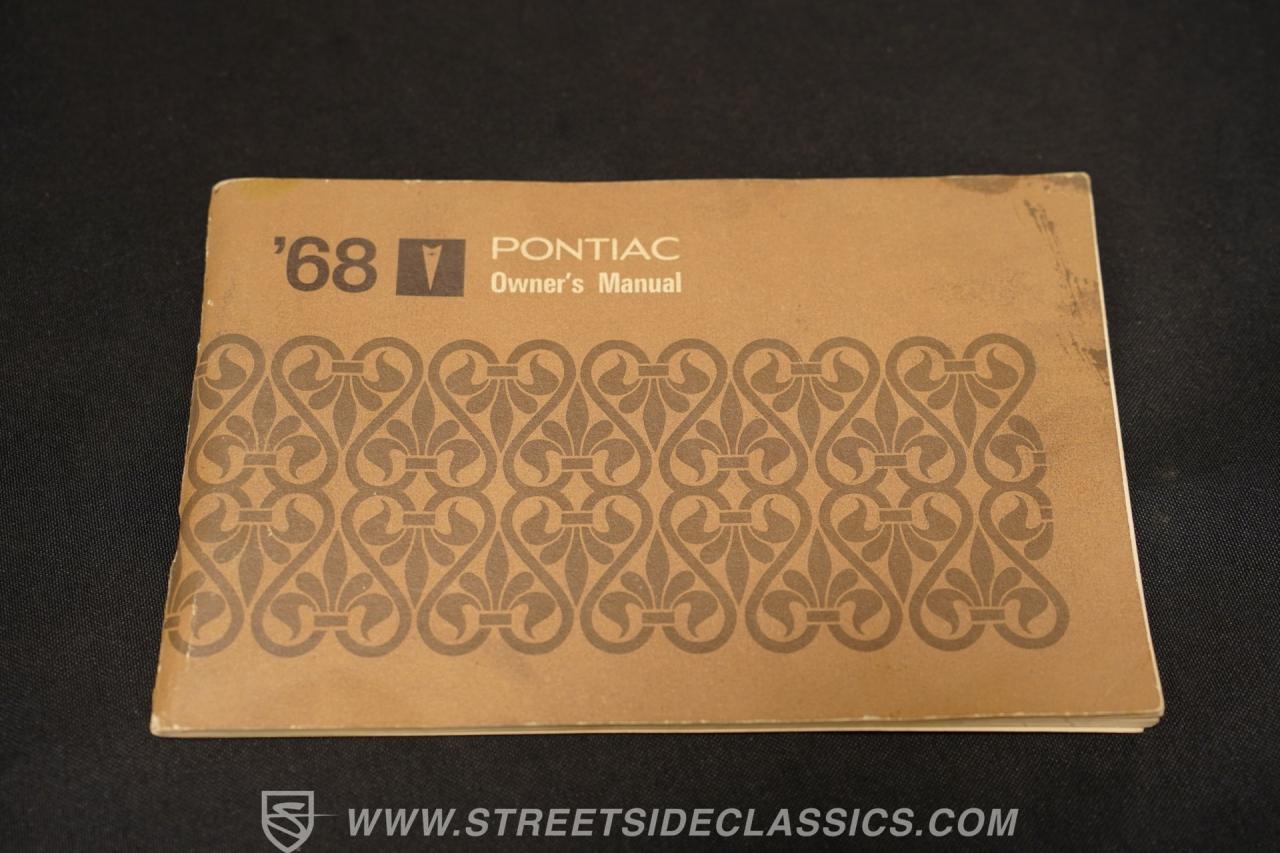 '68 PONTIAC
Owner's Manual
WWW.STREETSIDECLASSICS.COM